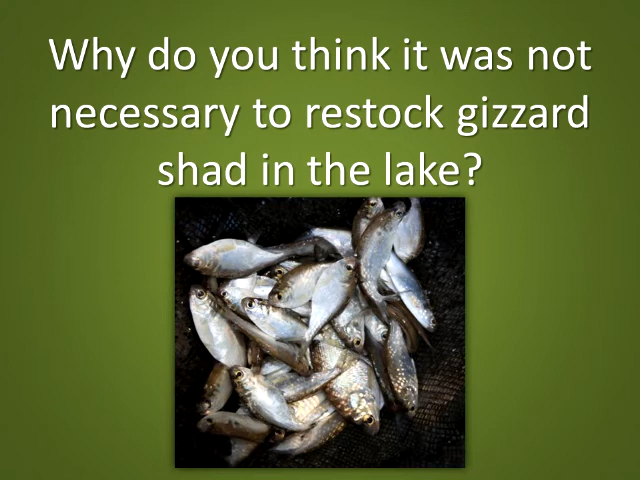 Why do you think it was not
necessary to restock gizzard
shad in the lake?